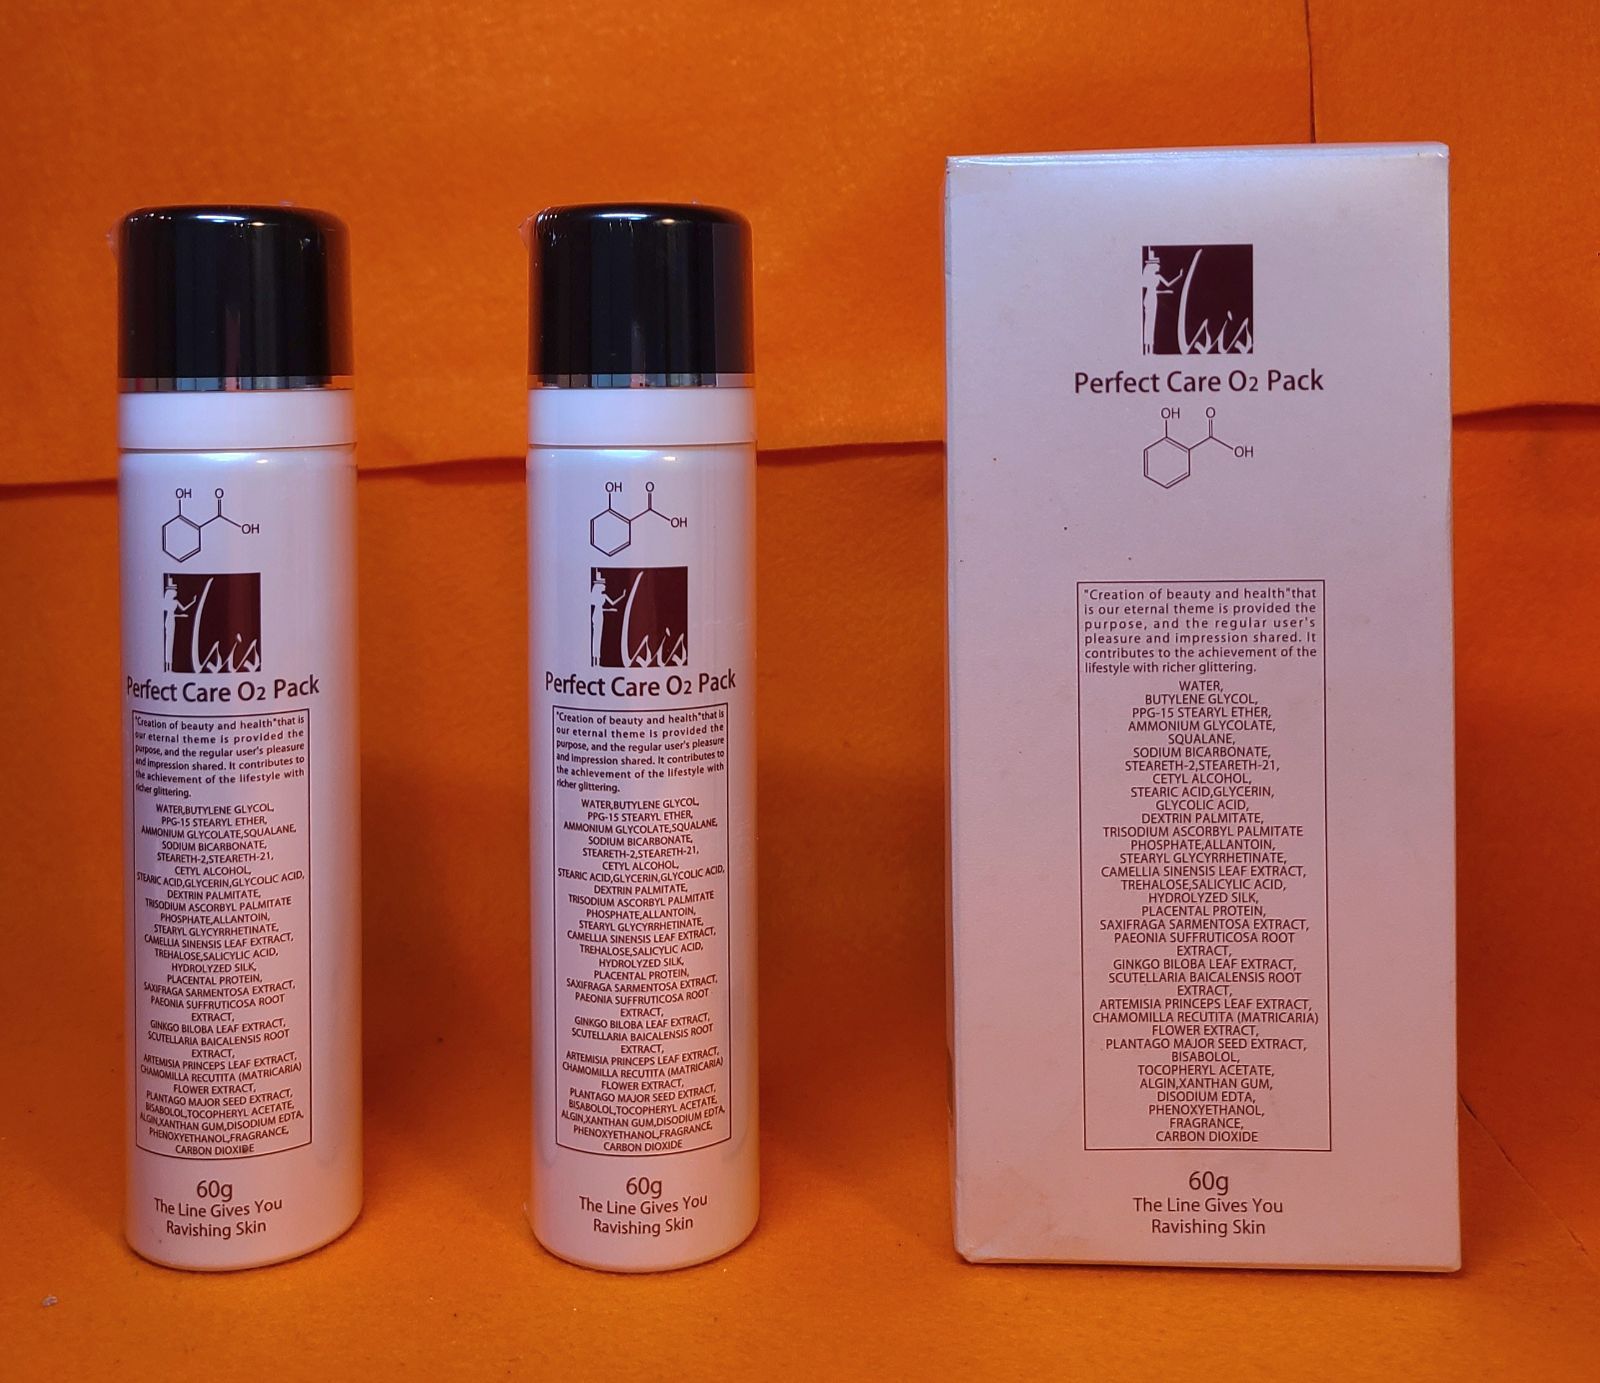 OH
O
OH
Isis
Perfect Care O2 Pack
"Creation of beauty and health"that is
our eternal theme is provided the
purpose, and the regular user's pleasure
and impression shared. It contributes to
the achievement of the lifestyle with
richer glittering.
WATER,BUTYLENE GLYCOL,
PPG-15 STEARYL ETHER,
AMMONIUM GLYCOLATE,SQUALANE,
SODIUM BICARBONATE,
STEARETH-2,STEARETH-21,
CETYL ALCOHOL,
STEARIC ACID,GLYCERIN,GLYCOLIC ACID,
DEXTRIN PALMITATE,
TRISODIUM ASCORBYL PALMITATE
PHOSPHATE,ALLANTOIN,
STEARYL GLYCYRRHETINATE,
CAMELLIA SINENSIS LEAF EXTRACT,
TREHALOSE,SALICYLIC ACID,
HYDROLYZED SILK,
PLACENTAL PROTEIN,
SAXIFRAGA SARMENTOSA EXTRACT,
PAEONIA SUFFRUTICOSA ROOT
EXTRACT,
GINKGO BILOBA LEAF EXTRACT,
SCUTELLARIA BAICALENSIS ROOT
EXTRACT,
ARTEMISIA PRINCEPS LEAF EXTRACT,
CHAMOMILLA RECUTITA (MATRICARIA)
FLOWER EXTRACT,
PLANTAGO MAJOR SEED EXTRACT,
BISABOLOL,TOCOPHERYL ACETATE,
ALGIN,XANTHAN GUM,DISODIUM EDTA,
PHENOXYETHANOL,FRAGRANCE,
CARBON DIOXIDE
60g
The Line Gives You
Ravishing Skin
OH
O
OH
Isis
Perfect Care O2 Pack
"Creation of beauty and health"that is
our eternal theme is provided the
purpose, and the regular user's pleasure
and impression shared. It contributes to
the achievement of the lifestyle with
richer glittering.
WATER,BUTYLENE GLYCOL,
PPG-15 STEARYL ETHER,
AMMONIUM GLYCOLATE,SQUALANE,
SODIUM BICARBONATE,
STEARETH-2,STEARETH-21,
CETYL ALCOHOL,
STEARIC ACID,GLYCERIN,GLYCOLIC ACID,
DEXTRIN PALMITATE,
TRISODIUM ASCORBYL PALMITATE
PHOSPHATE,ALLANTOIN,
STEARYL GLYCYRRHETINATE,
CAMELLIA SINENSIS LEAF EXTRACT,
TREHALOSE,SALICYLIC ACID,
HYDROLYZED SILK,
PLACENTAL PROTEIN,
SAXIFRAGA SARMENTOSA EXTRACT,
PAEONIA SUFFRUTICOSA ROOT
EXTRACT,
GINKGO BILOBA LEAF EXTRACT,
SCUTELLARIA BAICALENSIS ROOT
EXTRACT,
ARTEMISIA PRINCEPS LEAF EXTRACT,
CHAMOMILLA RECUTITA (MATRICARIA)
FLOWER EXTRACT,
PLANTAGO MAJOR SEED EXTRACT,
BISABOLOL,TOCOPHERYL ACETATE,
ALGIN,XANTHAN GUM,DISODIUM EDTA,
PHENOXYETHANOL,FRAGRANCE,
CARBON DIOXIDE
60g
The Line Gives You
Ravishing Skin
Isis
Perfect Care O2 Pack
OH
O
OH
"Creation of beauty and health"that
is our eternal theme is provided the
purpose, and the regular user's
pleasure and impression shared. It
contributes to the achievement of the
lifestyle with richer glittering.
WATER,
BUTYLENE GLYCOL,
PPG-15 STEARYL ETHER,
AMMONIUM GLYCOLATE,
SQUALANE,
SODIUM BICARBONATE,
STEARETH-2,STEARETH-21,
CETYL ALCOHOL,
STEARIC ACID,GLYCERIN,
GLYCOLIC ACID,
DEXTRIN PALMITATE,
TRISODIUM ASCORBYL PALMITATE
PHOSPHATE,ALLANTOIN,
STEARYL GLYCYRRHETINATE,
CAMELLIA SINENSIS LEAF EXTRACT,
TREHALOSE,SALICYLIC ACID,
HYDROLYZED SILK,
PLACENTAL PROTEIN,
SAXIFRAGA SARMENTOSA EXTRACT,
PAEONIA SUFFRUTICOSA ROOT
EXTRACT,
GINKGO BILOBA LEAF EXTRACT,
SCUTELLARIA BAICALENSIS ROOT
EXTRACT,
ARTEMISIA PRINCEPS LEAF EXTRACT,
CHAMOMILLA RECUTITA (MATRICARIA)
FLOWER EXTRACT,
PLANTAGO MAJOR SEED EXTRACT,
BISABOLOL,
TOCOPHERYL ACETATE,
ALGIN,XANTHAN GUM,
DISODIUM EDTA,
PHENOXYETHANOL,
FRAGRANCE,
CARBON DIOXIDE
60g
The Line Gives You
Ravishing Skin